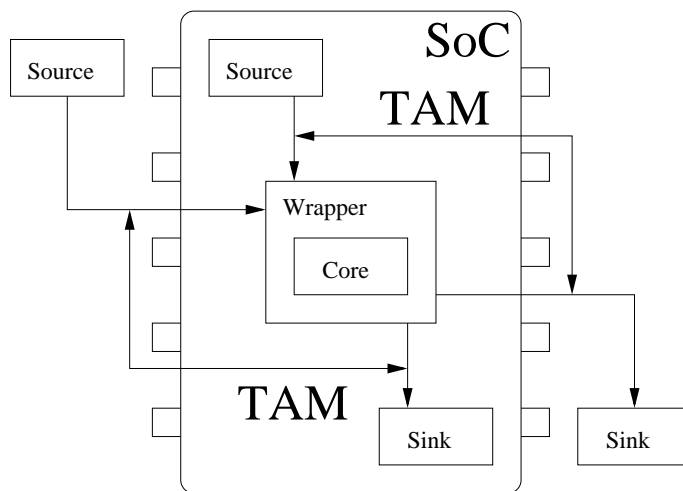 SoC
Source
Source
TAM
Wrapper
Core
TAM
Sink
Sink